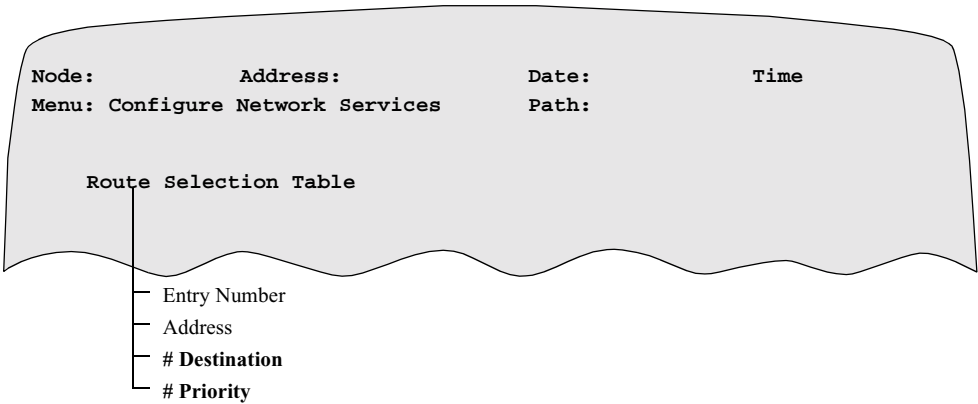 Node: Address: Date: Time
Menu: Configure Network Services Path:
Route Selection Table
Entry Number
Address
# Destination
# Priority